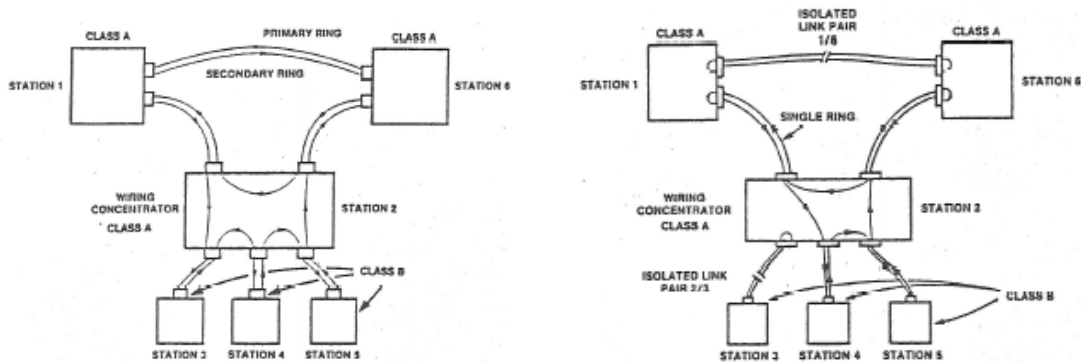 CLASS A
PRIMARY RING
CLASS A
STATION 1
SECONDARY RING
STATION 6
WIRING
CONCENTRATOR
CLASS A
STATION 2
CLASS B
STATION 3
STATION 4
STATION 5
ISOLATED
LINK PAIR
1/6
CLASS A
CLASS A
STATION 1
STATION 6
SINGLE RING
WIRING
CONCENTRATOR
CLASS A
STATION 2
ISOLATED LINK
PAIR 2/3
CLASS B
STATION 3
STATION 4
STATION 5